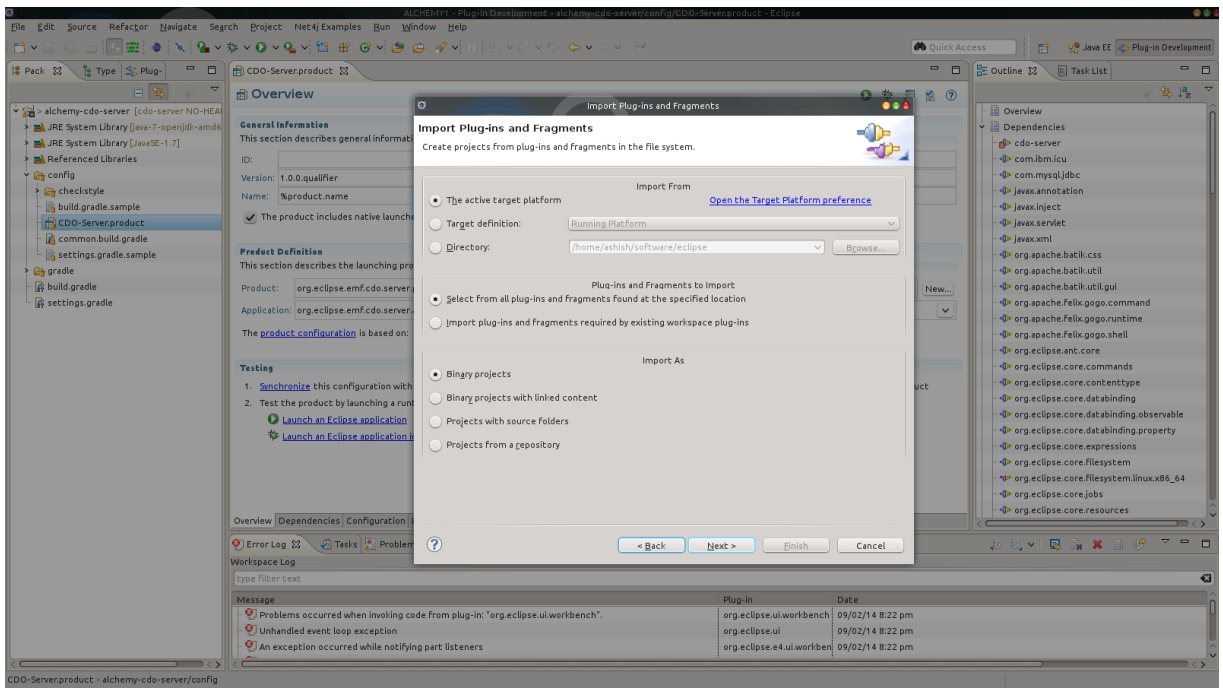 ALCHEMY1 - Plug-in Development - alchemy-cdo-server/config/CDO-Server.product - Eclipse
File Edit Source Refactor Navigate Search Project Net4j Examples Run Window Help
Quick Access
Java EE
Plug-in Development
Pack
Type
Plug-
CDO-Server.product
Outline
Task List
> alchemy-cdo-server [cdo-server NO-HEA
JRE System Library [java-7-openjdk-amd6
JRE System Library [JavaSE-1.7]
Referenced Libraries
config
checkstyle
build.gradle.sample
CDO-Server.product
common.build.gradle
settings.gradle.sample
gradle
build.gradle
settings.gradle
Overview
General Information
This section describes general informati
ID:
Version: 1.0.0.qualifier
Name: %product.name
The product includes native launche
Product Definition
This section describes the launching pro
Product: org.eclipse.emf.cdo.server.
New...
Application: org.eclipse.emf.cdo.server.
The product configuration is based on:
Testing
1. Synchronize this configuration with
uct
2. Test the product by launching a runt
Launch an Eclipse application
Launch an Eclipse application i
Overview Dependencies Configuration
Import Plug-ins and Fragments
Import Plug-ins and Fragments
Create projects from plug-ins and fragments in the file system.
Import From
The active target platform
Open the Target Platform preference
Target definition: Running Platform
Directory: /home/ashish/software/eclipse Browse...
Plug-ins and Fragments to Import
Select from all plug-ins and fragments found at the specified location
Import plug-ins and fragments required by existing workspace plug-ins
Import As
Binary projects
Binary projects with linked content
Projects with source folders
Projects from a repository
< Back Next > Finish Cancel
Overview
Dependencies
cdo-server
com.ibm.icu
com.mysql.jdbc
javax.annotation
javax.inject
javax.servlet
javax.xml
org.apache.batik.css
org.apache.batik.util
org.apache.batik.util.gui
org.apache.felix.gogo.command
org.apache.felix.gogo.runtime
org.apache.felix.gogo.shell
org.eclipse.ant.core
org.eclipse.core.commands
org.eclipse.core.contenttype
org.eclipse.core.databinding
org.eclipse.core.databinding.observable
org.eclipse.core.databinding.property
org.eclipse.core.expressions
org.eclipse.core.filesystem
org.eclipse.core.filesystem.linux.x86_64
org.eclipse.core.jobs
org.eclipse.core.resources
Error Log
Tasks
Problem
Workspace Log
type filter text
Message Plug-in Date
Problems occurred when invoking code from plug-in: "org.eclipse.ui.workbench". org.eclipse.ui.workbench 09/02/14 8:22 pm
Unhandled event loop exception org.eclipse.ui 09/02/14 8:22 pm
An exception occurred while notifying part listeners org.eclipse.e4.ui.workben 09/02/14 8:22 pm
CDO-Server.product - alchemy-cdo-server/config